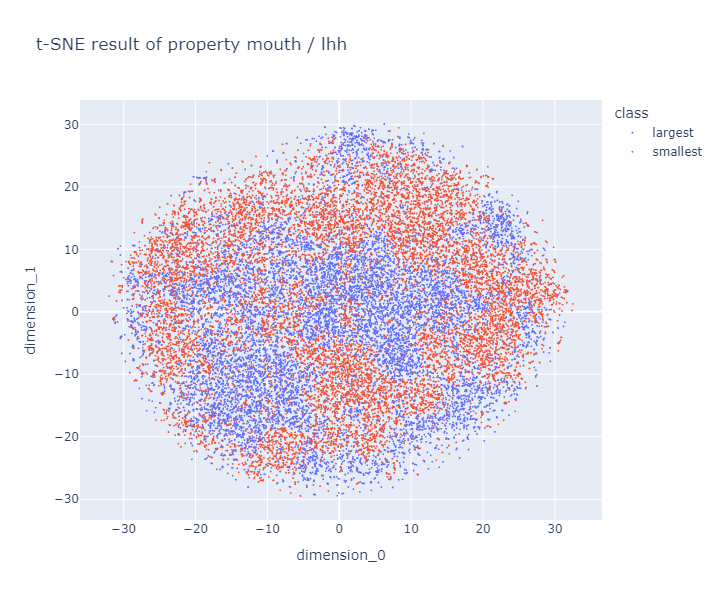 t-SNE result of property mouth / lhh
class
largest
smallest
30
20
10
0
−10
−20
−30
dimension_1
−30
−20
−10
0
10
20
30
dimension_0